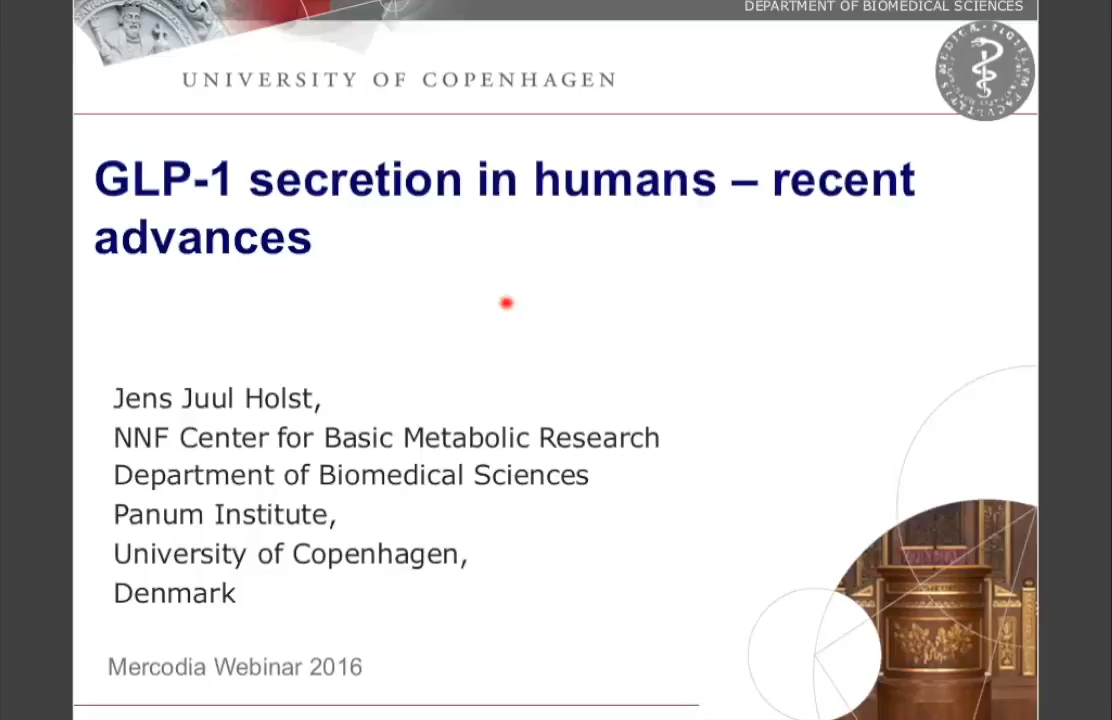 DEPARTMENT OF BIOMEDICAL SCIENCES
UNIVERSITY OF COPENHAGEN
GLP-1 secretion in humans – recent
advances
Jens Juul Holst,
NNF Center for Basic Metabolic Research
Department of Biomedical Sciences
Panum Institute,
University of Copenhagen,
Denmark
Mercodia Webinar 2016